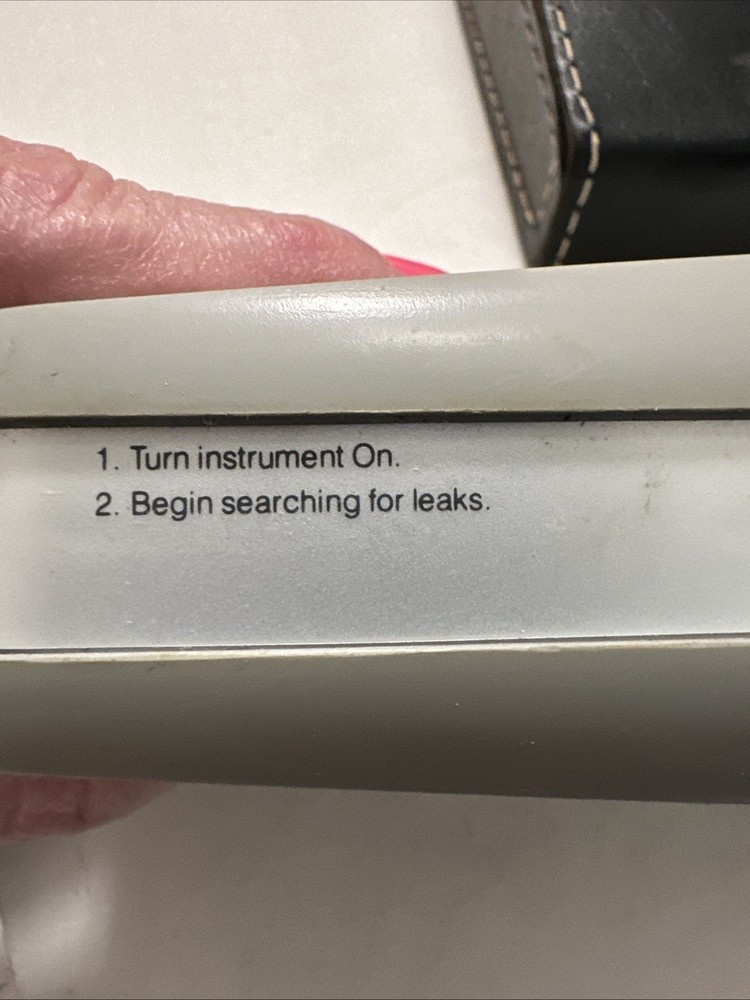 1. Turn instrument On.
2. Begin searching for leaks.